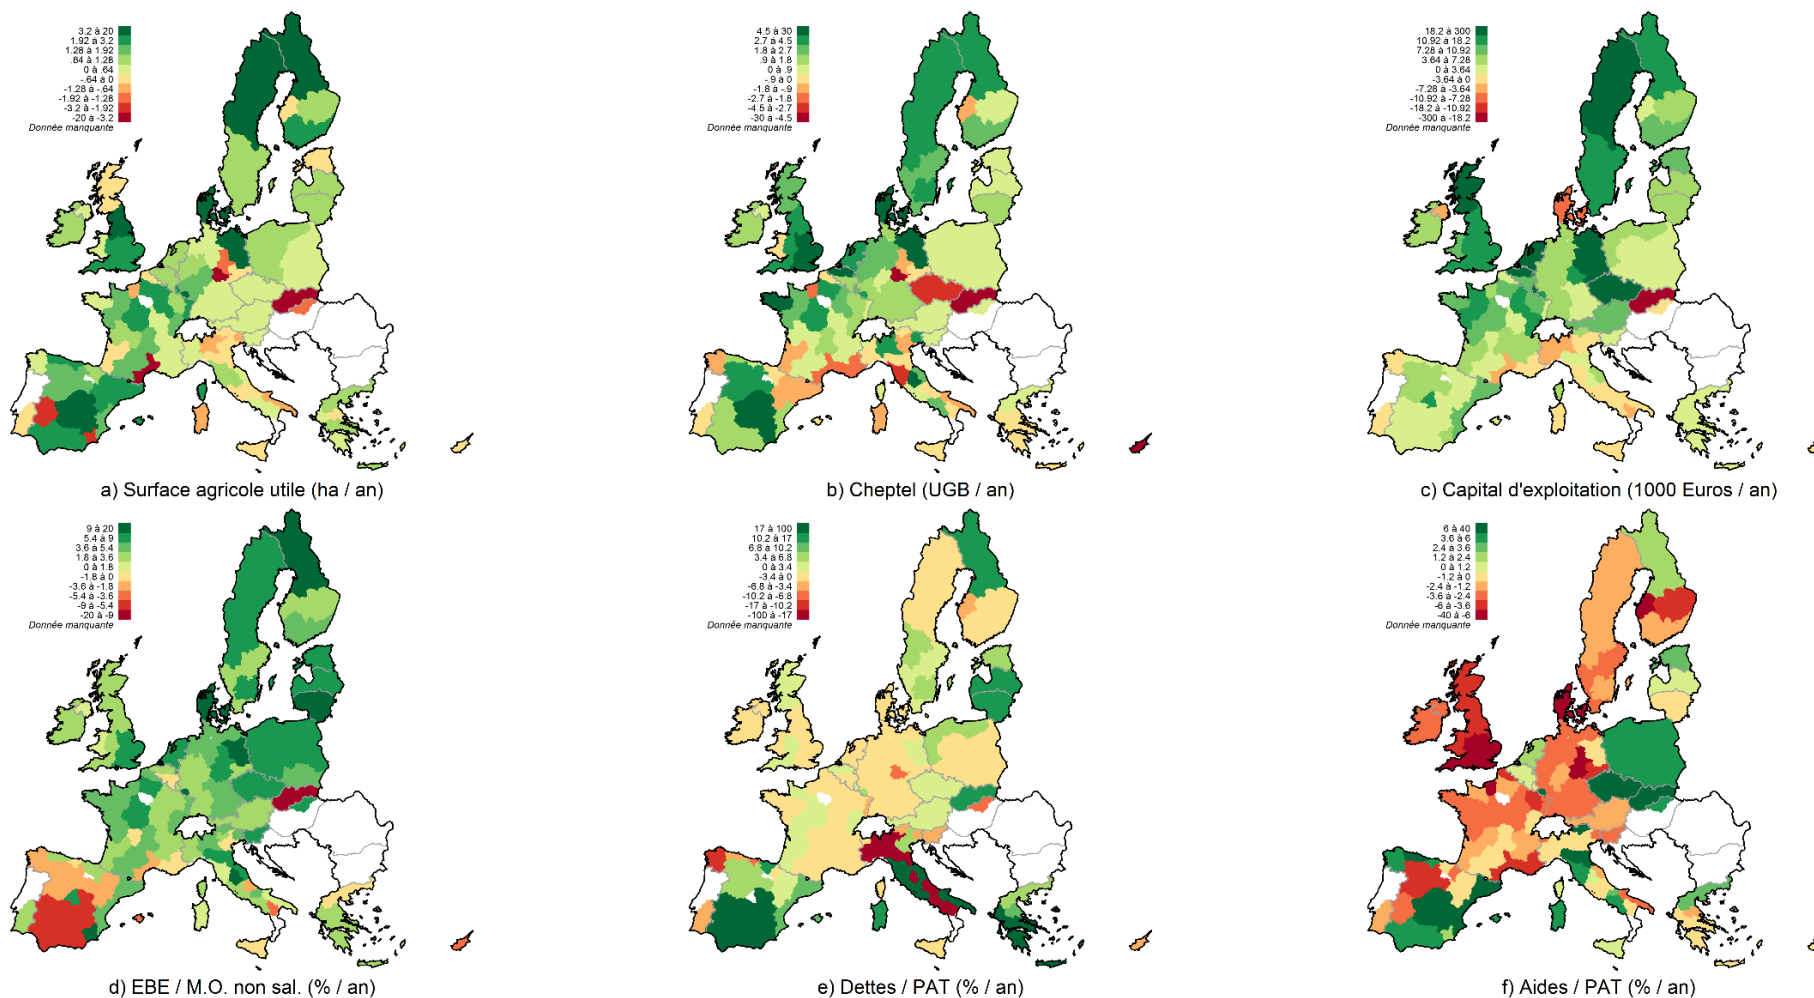 3.2 à 20
1.92 à 3.2
1.28 à 1.92
.64 à 1.28
0 à .64
-.64 à 0
-1.28 à -.64
-1.92 à -1.28
-3.2 à -1.92
-20 à -3.2
Donnée manquante
a) Surface agricole utile (ha / an)
4.5 à 30
2.7 à 4.5
1.8 à 2.7
.9 à 1.8
0 à .9
-.9 à 0
-1.8 à -.9
-2.7 à -1.8
-4.5 à -2.7
-30 à -4.5
Donnée manquante
b) Cheptel (UGB / an)
18.2 à 300
10.92 à 18.2
7.28 à 10.92
3.64 à 7.28
0 à 3.64
-3.64 à 0
-7.28 à -3.64
-10.92 à -7.28
-18.2 à -10.92
-300 à -18.2
Donnée manquante
c) Capital d'exploitation (1000 Euros / an)
9 à 20
5.4 à 9
3.6 à 5.4
1.8 à 3.6
0 à 1.8
-1.8 à 0
-3.6 à -1.8
-5.4 à -3.6
-9 à -5.4
-20 à -9
Donnée manquante
d) EBE / M.O. non sal. (% / an)
17 à 100
10.2 à 17
6.8 à 10.2
3.4 à 6.8
0 à 3.4
-3.4 à 0
-6.8 à -3.4
-10.2 à -6.8
-17 à -10.2
-100 à -17
Donnée manquante
e) Dettes / PAT (% / an)
6 à 40
3.6 à 6
2.4 à 3.6
1.2 à 2.4
0 à 1.2
-1.2 à 0
-2.4 à -1.2
-3.6 à -2.4
-6 à -3.6
-40 à -6
Donnée manquante
f) Aides / PAT (% / an)